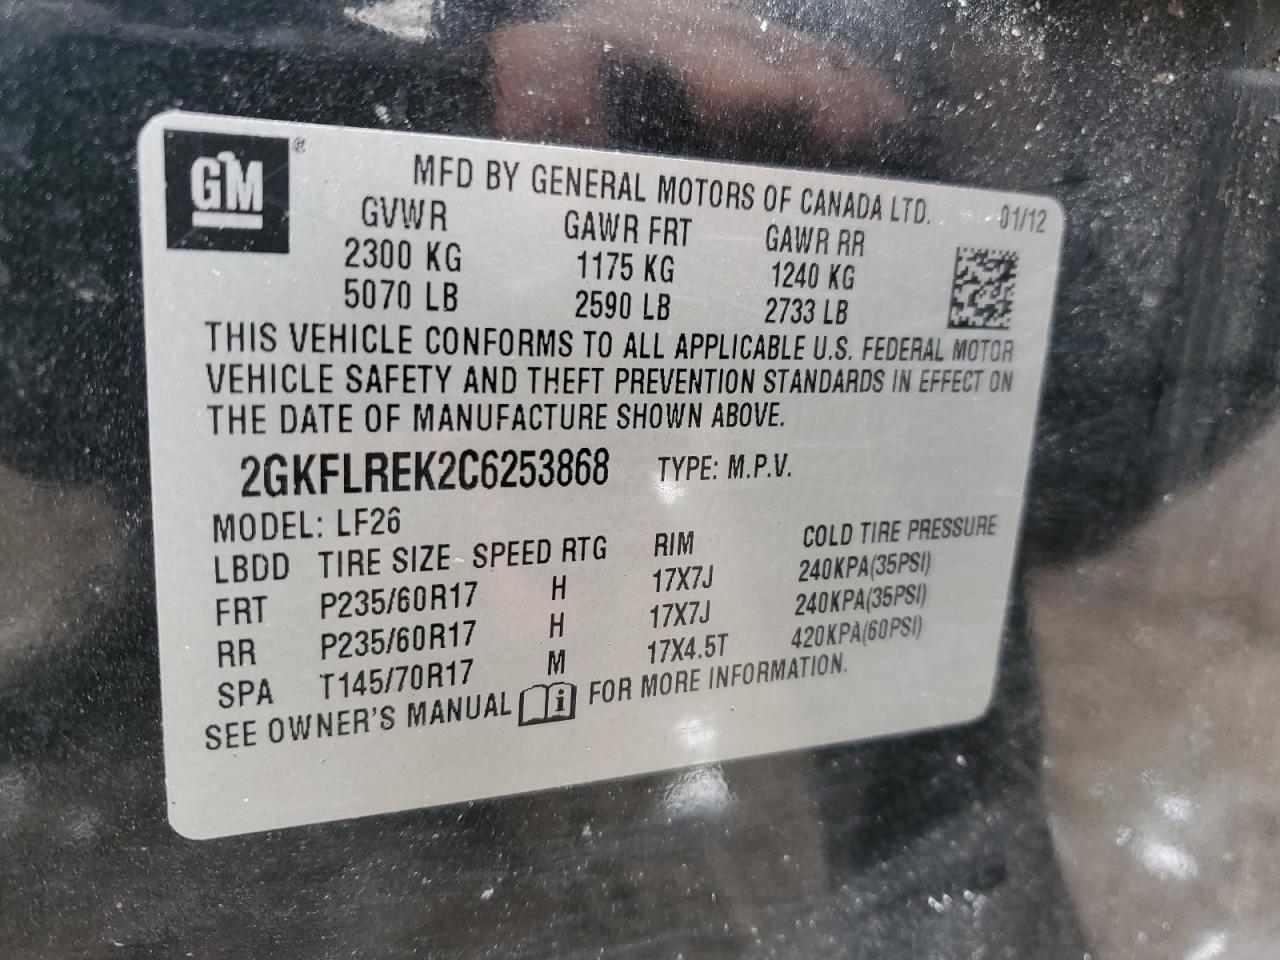 GM®
MFD BY GENERAL MOTORS OF CANADA LTD. 01/12
GVWR GAWR FRT GAWR RR
2300 KG 1175 KG 1240 KG
5070 LB 2590 LB 2733 LB
THIS VEHICLE CONFORMS TO ALL APPLICABLE U.S. FEDERAL MOTOR
VEHICLE SAFETY AND THEFT PREVENTION STANDARDS IN EFFECT ON
THE DATE OF MANUFACTURE SHOWN ABOVE.
2GKFLREK2C6253868 TYPE: M.P.V.
MODEL: LF26
LBDD TIRE SIZE SPEED RTG RIM COLD TIRE PRESSURE
FRT P235/60R17 H 17X7J 240KPA(35PSI)
RR P235/60R17 H 17X7J 240KPA(35PSI)
SPA T145/70R17 M 17X4.5T 420KPA(60PSI)
SEE OWNER'S MANUAL i FOR MORE INFORMATION.